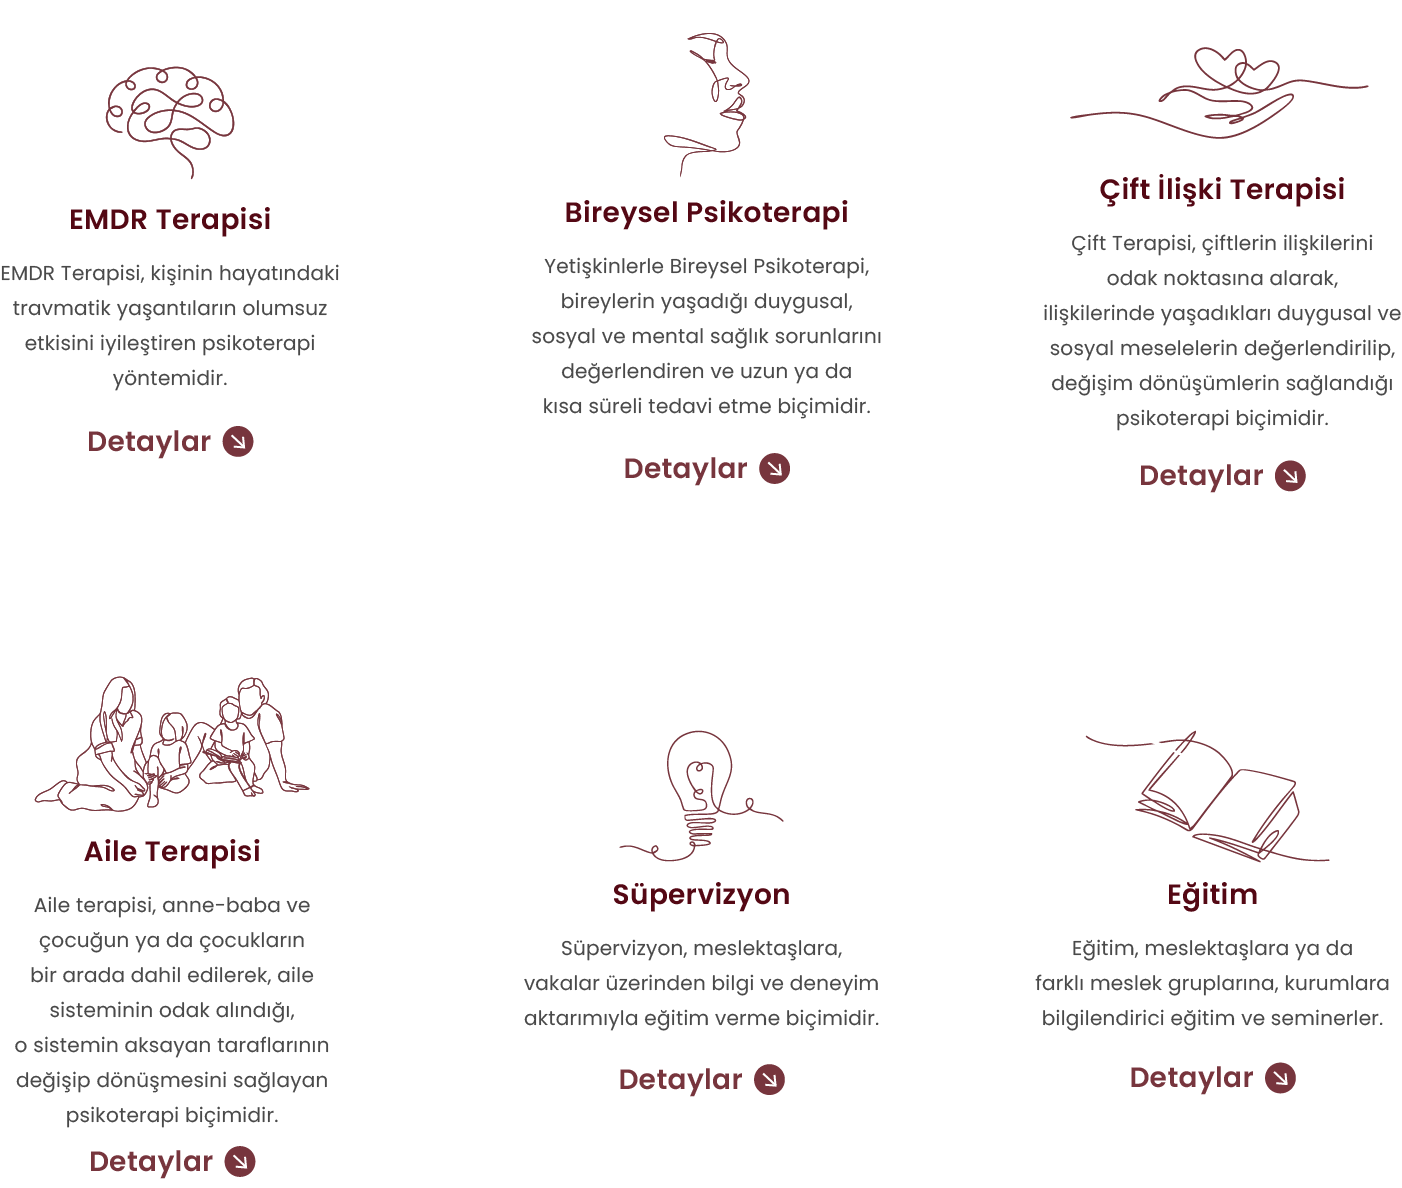 EMDR Terapisi
EMDR Terapisi, kişinin hayatındaki
travmatik yaşantıların olumsuz
etkisini iyileştiren psikoterapi
yöntemidir.
Detaylar
Bireysel Psikoterapi
Yetişkinlerle Bireysel Psikoterapi,
bireylerin yaşadığı duygusal,
sosyal ve mental sağlık sorunlarını
değerlendiren ve uzun ya da
kısa süreli tedavi etme biçimidir.
Detaylar
Çift İlişki Terapisi
Çift Terapisi, çiftlerin ilişkilerini
odak noktasına alarak,
ilişkilerinde yaşadıkları duygusal ve
sosyal meselelerin değerlendirilip,
değişim dönüşümlerin sağlandığı
psikoterapi biçimidir.
Detaylar
Aile Terapisi
Aile terapisi, anne-baba ve
çocuğun ya da çocukların
bir arada dahil edilerek, aile
sisteminin odak alındığı,
o sistemin aksayan taraflarının
değişip dönüşmesini sağlayan
psikoterapi biçimidir.
Detaylar
Süpervizyon
Süpervizyon, meslektaşlara,
vakalar üzerinden bilgi ve deneyim
aktarımıyla eğitim verme biçimidir.
Detaylar
Eğitim
Eğitim, meslektaşlara ya da
farklı meslek gruplarına, kurumlara
bilgilendirici eğitim ve seminerler.
Detaylar